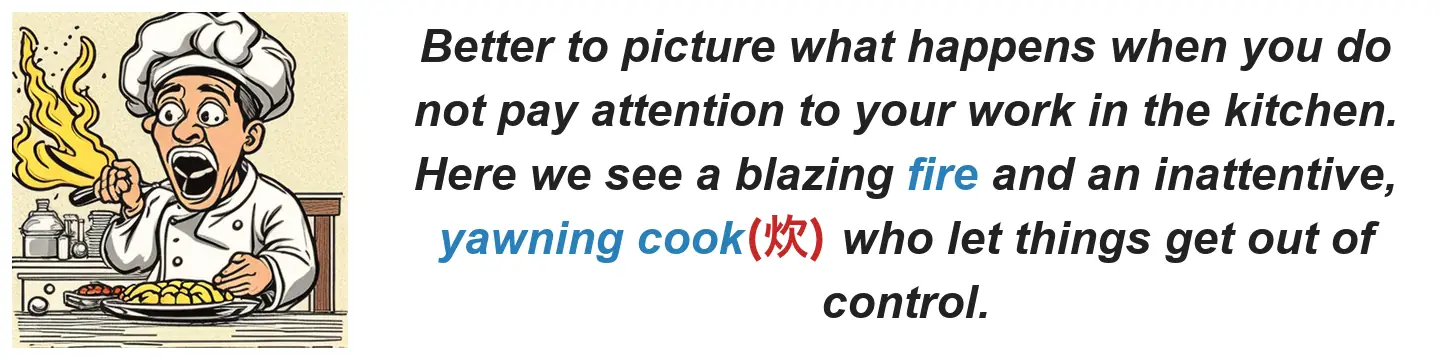 Better to picture what happens when you do
not pay attention to your work in the kitchen.
Here we see a blazing fire and an inattentive,
yawning cook(炊) who let things get out of
control.